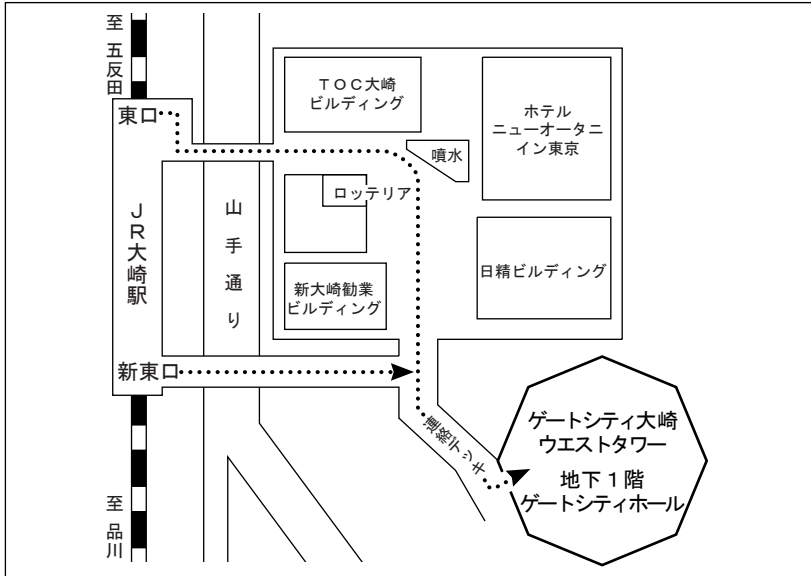 至 五反田
東口
TOC大崎
ビルディング
ホテル
ニューオータニ
イン東京
噴水
ロッテリア
JR大崎駅
山手通り
新大崎勧業
ビルディング
日精ビルディング
新東口
連絡デッキ
ゲートシティ大崎
ウエストタワー
地下1階
ゲートシティホール
至 品川